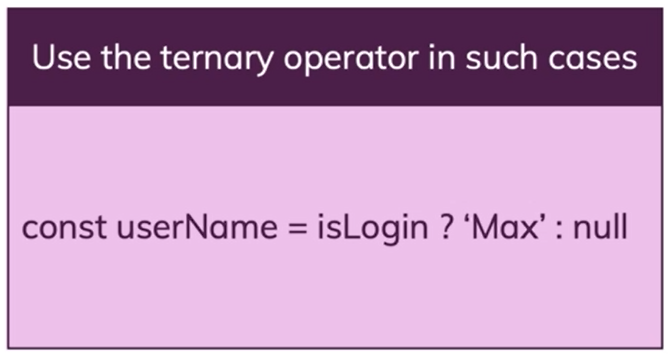 Use the ternary operator in such cases
const userName = isLogin ? ‘Max’ : null